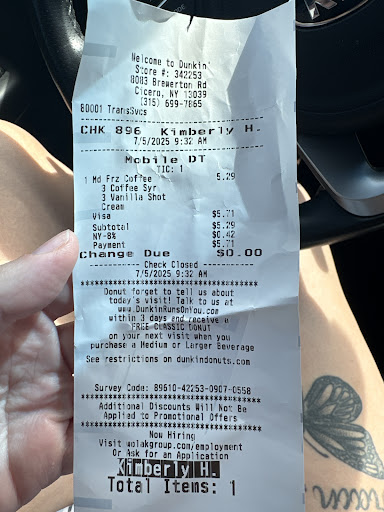 Welcome to Dunkin'
Store #: 342253
8083 Brewerton Rd
Cicero, NY 13039
(315) 699-7865
80001 TransSvcs
CHK 896 Kimberly H.
7/5/2025 9:32 AM
Mobile DT
TIC: 1
1 Md Frz Coffee 5.29
3 Coffee Syr
3 Vanilla Shot
Cream
Visa $5.71
Subtotal $5.29
NY-8% $0.42
Payment $5.71
Change Due $0.00
---------- Check Closed ----------
7/5/2025 9:32 AM
Donut forget to tell us about
today's visit! Talk to us at
www.DunkinRunsOnYou.com
within 3 days and receive a
FREE CLASSIC DONUT
on your next visit when you
purchase a Medium or Larger Beverage
See restrictions on dunkindonuts.com
Survey Code: 89610-42253-0907-0558
Additional Discounts Will Not Be
Applied to Promotional Offers
Now Hiring
Visit wolakgroup.com/employment
Or Ask for an Application
Kimberly H.
Total Items: 1